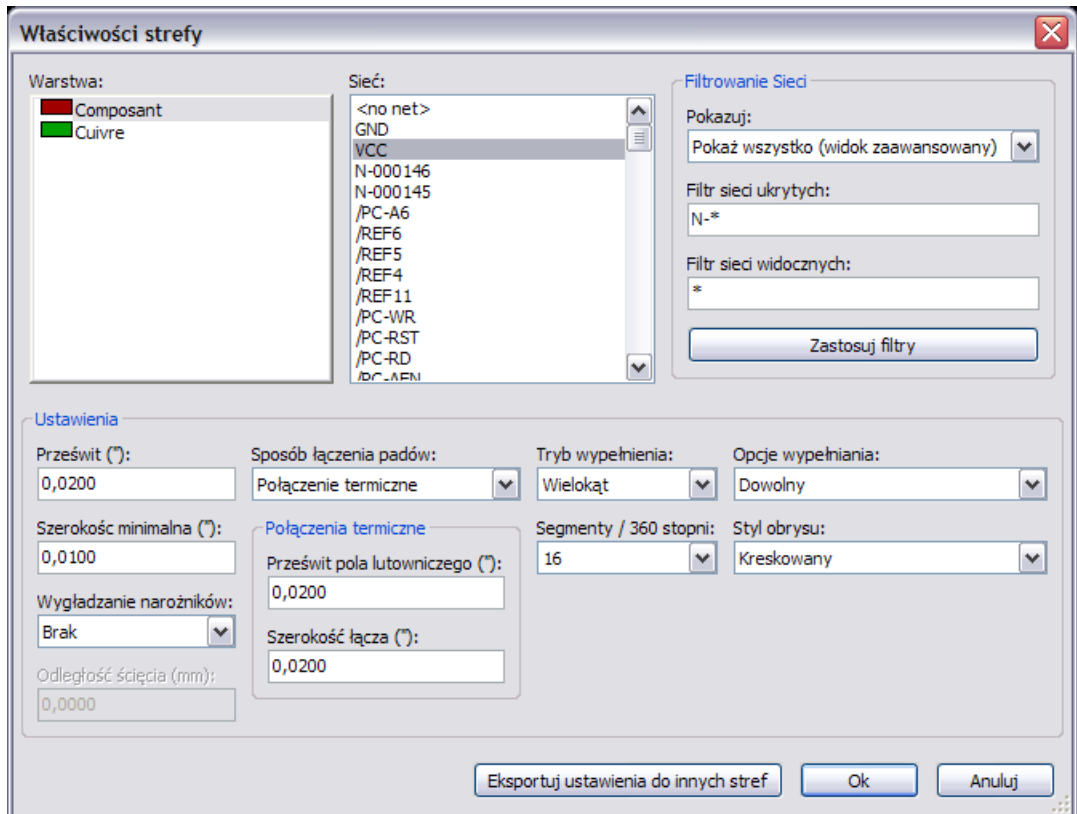 Właściwości strefy
Warstwa:
Composant
Cuivre
Sieć:
<no net>
GND
VCC
N-000146
N-000145
/PC-A6
/REF6
/REF5
/REF4
/REF11
/PC-WR
/PC-RST
/PC-RD
/PC-AEN
Filtrowanie Sieci
Pokazuj:
Pokaż wszystko (widok zaawansowany)
Filtr sieci ukrytych:
N-*
Filtr sieci widocznych:
*
Zastosuj filtry
Ustawienia
Prześwit ("):
0,0200
Szerokośc minimalna ("):
0,0100
Wygładzanie narożników:
Brak
Odległość ścięcia (mm):
0,0000
Sposób łączenia padów:
Połączenie termiczne
Połączenia termiczne
Prześwit pola lutowniczego ("):
0,0200
Szerokość łącza ("):
0,0200
Tryb wypełnienia:
Wielokąt
Segmenty / 360 stopni:
16
Opcje wypełniania:
Dowolny
Styl obrysu:
Kreskowany
Eksportuj ustawienia do innych stref
Ok
Anuluj